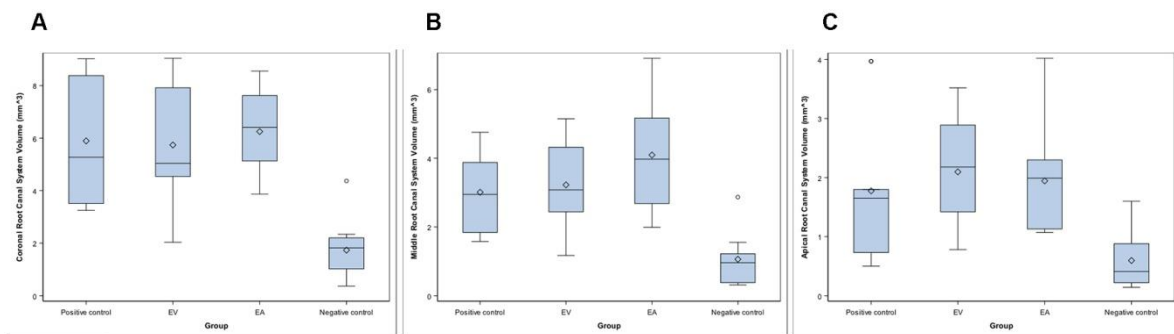 A
B
C
Coronal Root Canal System Volume (mm^3)
8
6
4
2
0
Positive control
EV
EA
Negative control
Group
Middle Root Canal System Volume (mm^3)
6
4
2
0
Positive control
EV
EA
Negative control
Group
Apical Root Canal System Volume (mm^3)
4
3
2
1
0
Positive control
EV
EA
Negative control
Group